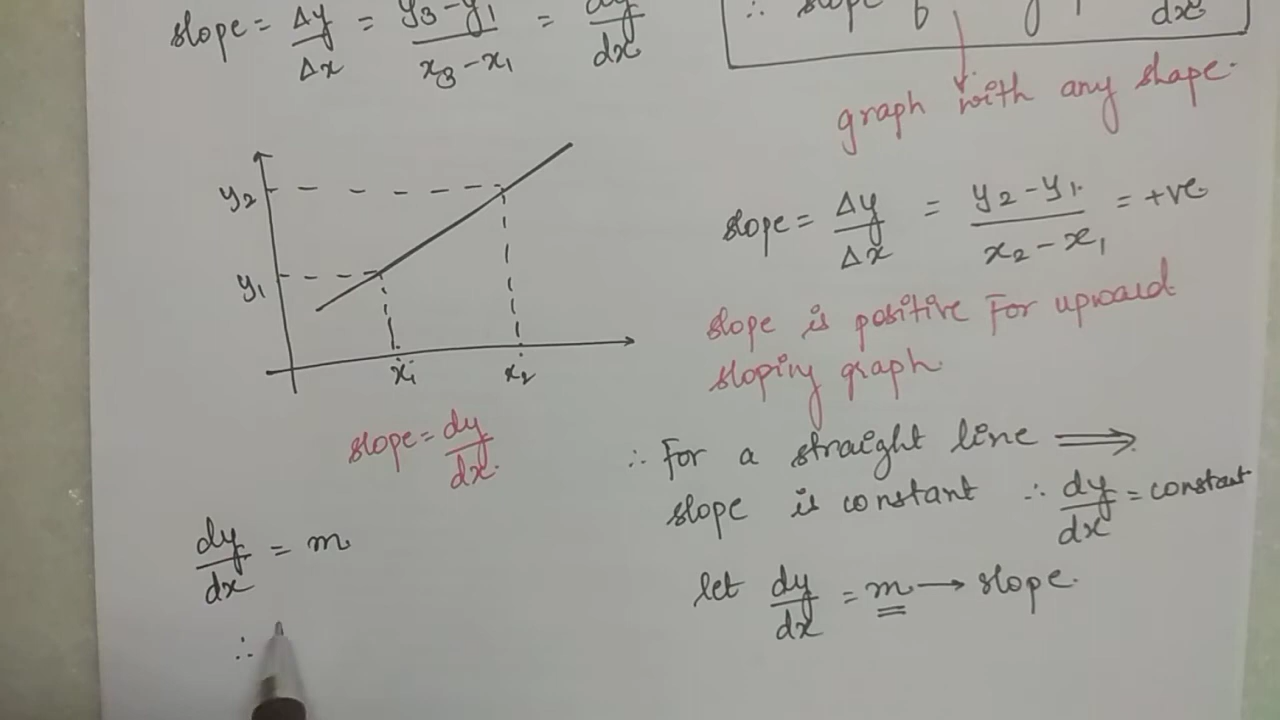 slope = Δy/Δx = y3-y1/x3-x1 = dy/dx
∴ slope dx
graph with any shape.
y2
y1
x1 x2
slope = dy/dx.
slope = Δy/Δx = y2-y1/x2-x1 = +ve
slope is positive For upward
sloping graph.
∴ For a straight line ⟹
slope is constant ∴ dy/dx = constant
let dy/dx = m → slope.
dy/dx = m
∴